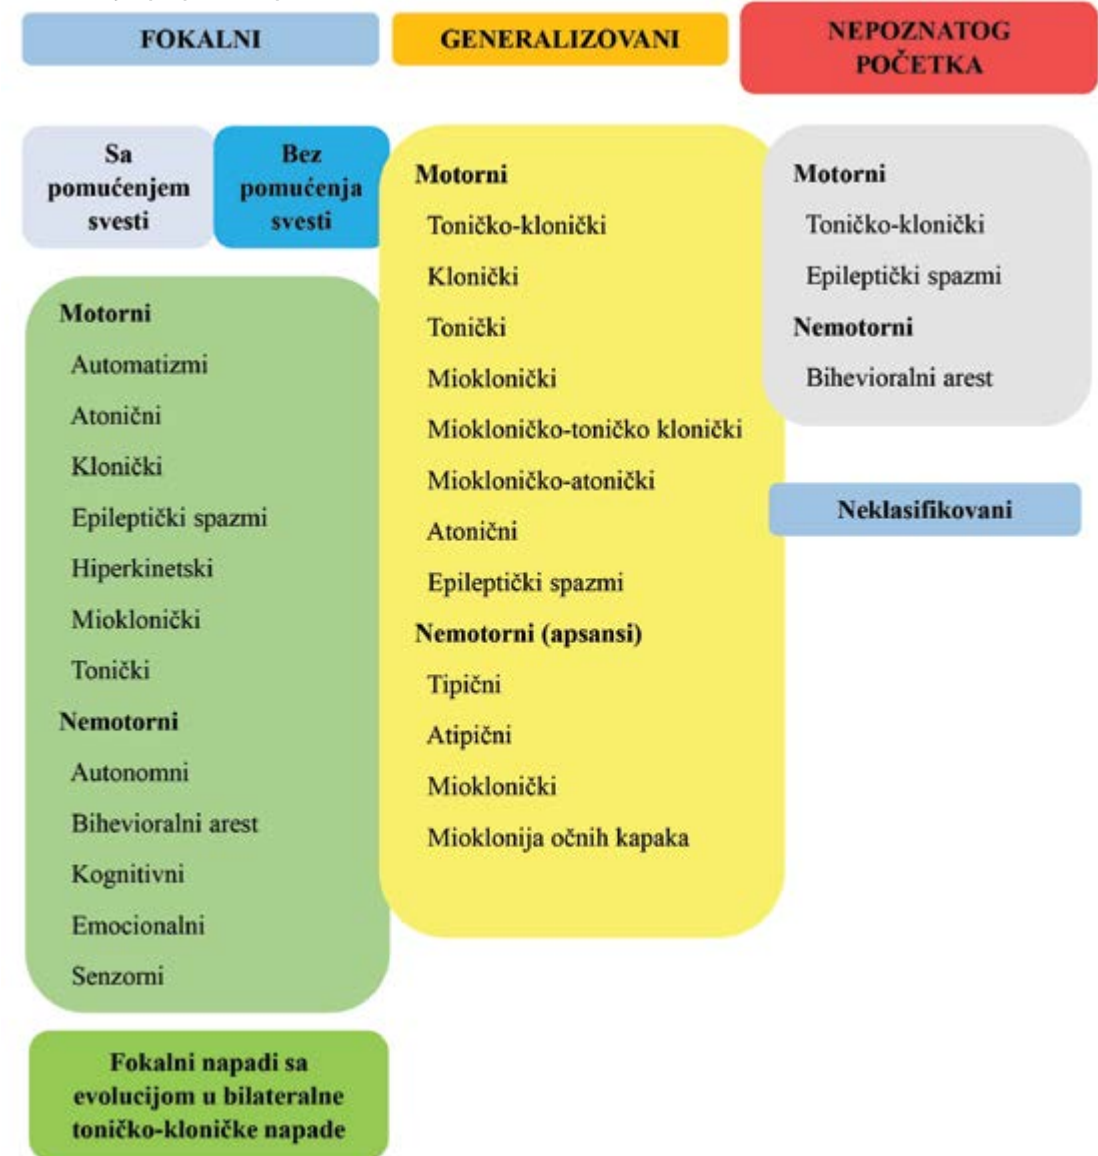 FOKALNI
GENERALIZOVANI
NEPOZNATOG
POČETKA
Sa
pomućenjem
svesti
Bez
pomućenja
svesti
Motorni
Automatizmi
Atonični
Klonički
Epileptički spazmi
Hiperkinetski
Mioklonički
Tonički
Nemotorni
Autonomni
Bihevioralni arest
Kognitivni
Emocionalni
Senzorni
Fokalni napadi sa
evolucijom u bilateralne
toničko-kloničke napade
Motorni
Toničko-klonički
Klonički
Tonički
Mioklonički
Miokloničko-toničko klonički
Miokloničko-atonički
Atonični
Epileptički spazmi
Nemotorni (apsansi)
Tipični
Atipični
Mioklonički
Mioklonija očnih kapaka
Motorni
Toničko-klonički
Epileptički spazmi
Nemotorni
Bihevioralni arest
Neklasifikovani